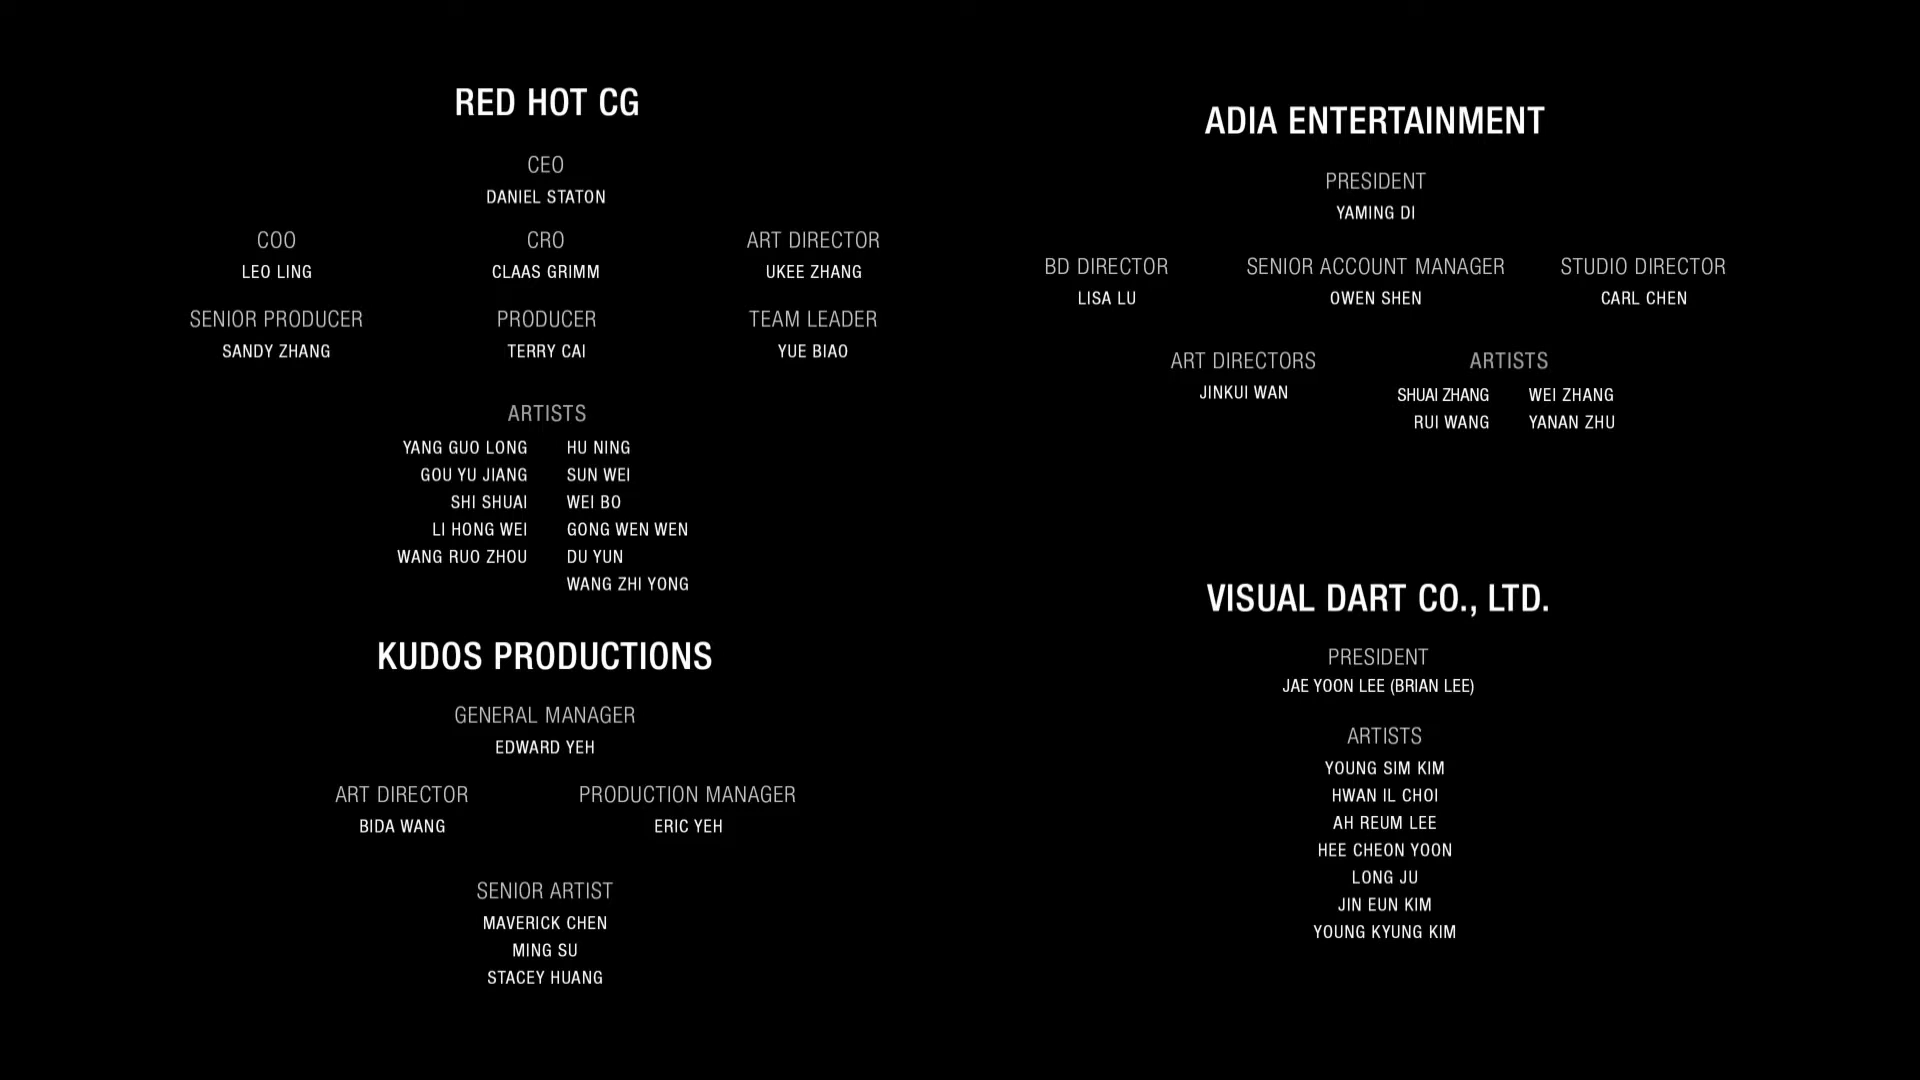 RED HOT CG
CEO
DANIEL STATON
COO CRO ART DIRECTOR
LEO LING CLAAS GRIMM UKEE ZHANG
SENIOR PRODUCER PRODUCER TEAM LEADER
SANDY ZHANG TERRY CAI YUE BIAO
ARTISTS
YANG GUO LONG HU NING
GOU YU JIANG SUN WEI
SHI SHUAI WEI BO
LI HONG WEI GONG WEN WEN
WANG RUO ZHOU DU YUN
WANG ZHI YONG
KUDOS PRODUCTIONS
GENERAL MANAGER
EDWARD YEH
ART DIRECTOR PRODUCTION MANAGER
BIDA WANG ERIC YEH
SENIOR ARTIST
MAVERICK CHEN
MING SU
STACEY HUANG
ADIA ENTERTAINMENT
PRESIDENT
YAMING DI
BD DIRECTOR SENIOR ACCOUNT MANAGER STUDIO DIRECTOR
LISA LU OWEN SHEN CARL CHEN
ART DIRECTORS ARTISTS
JINKUI WAN SHUAI ZHANG WEI ZHANG
RUI WANG YANAN ZHU
VISUAL DART CO., LTD.
PRESIDENT
JAE YOON LEE (BRIAN LEE)
ARTISTS
YOUNG SIM KIM
HWAN IL CHOI
AH REUM LEE
HEE CHEON YOON
LONG JU
JIN EUN KIM
YOUNG KYUNG KIM